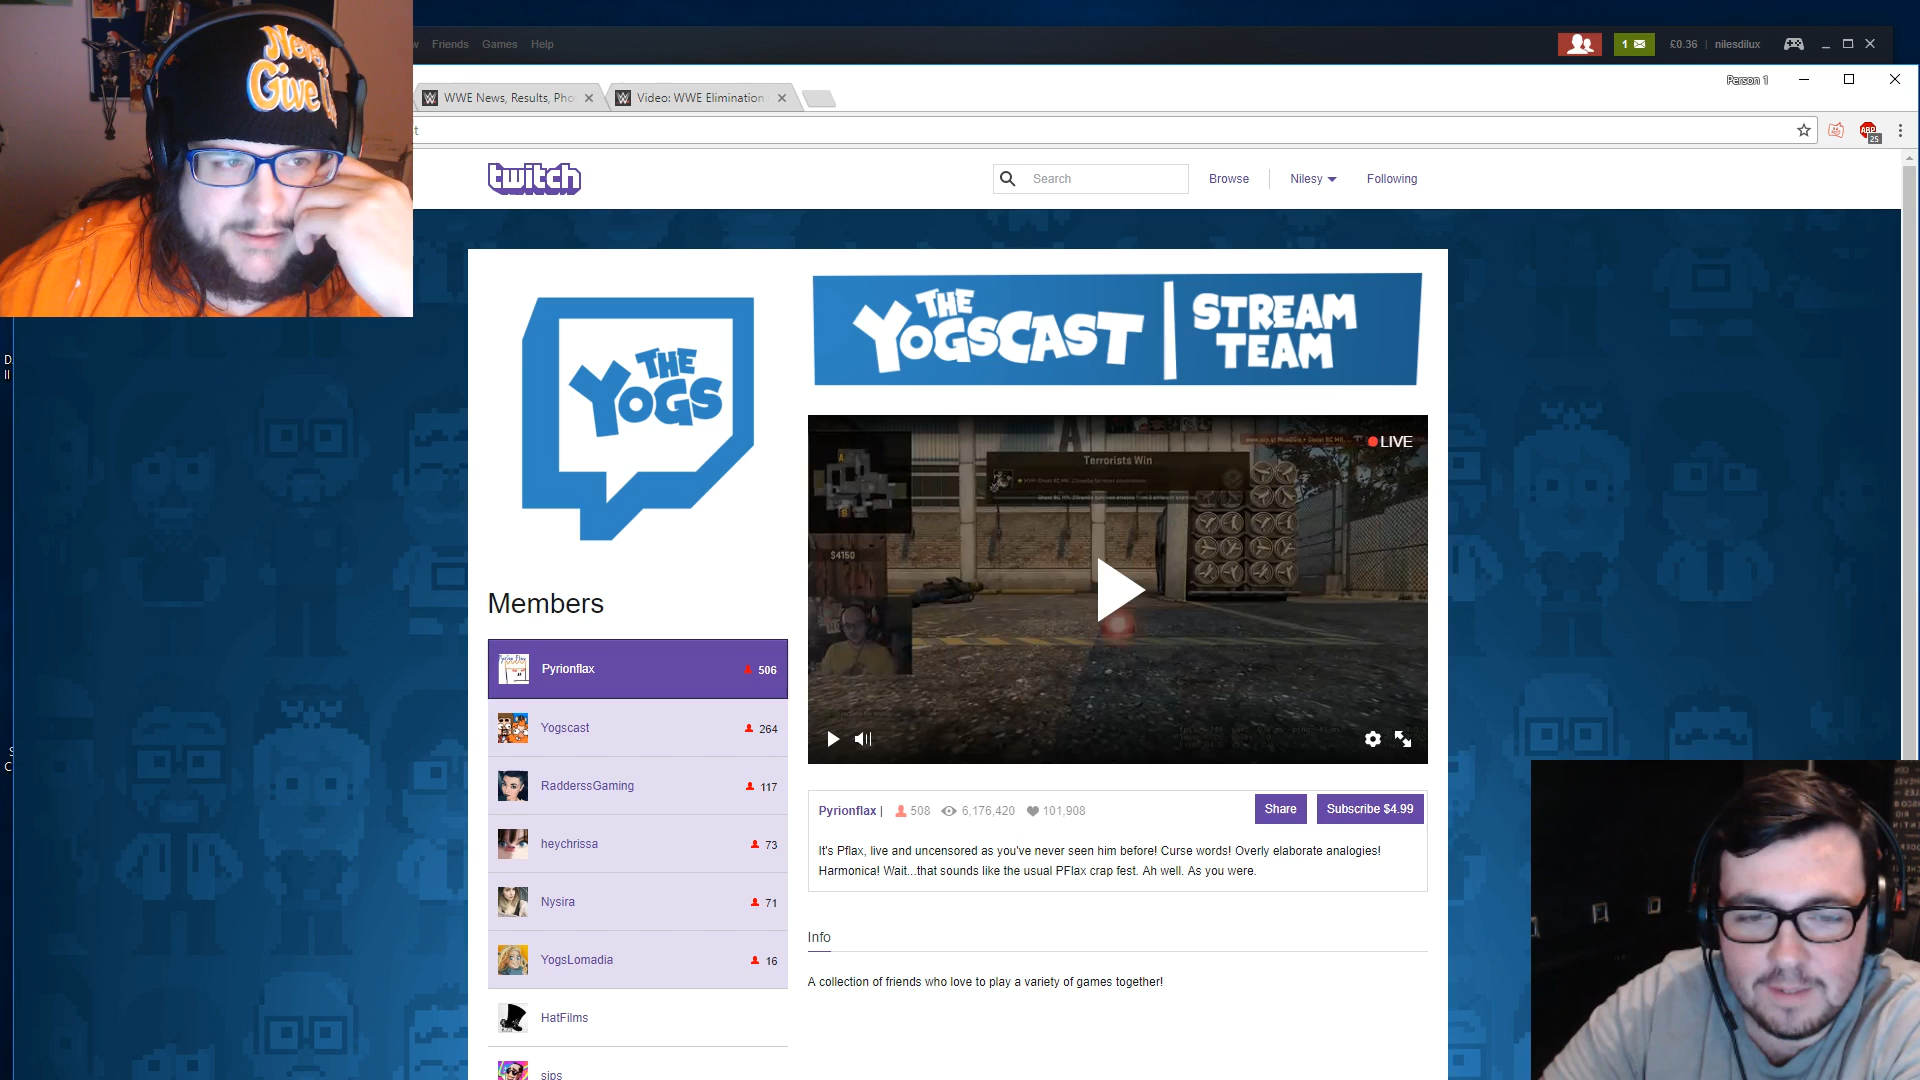 Never
Give U
w Friends Games Help
1
£0.36 | nilesdilux
Person 1
WWE News, Results, Pho
Video: WWE Elimination
t
ABP
25
twitch
Search
Browse
Nilesy
Following
THE
YOGS
THE
YOGSCAST
STREAM
TEAM
Members
Pyrionflax 506
Yogscast 264
RadderssGaming 117
heychrissa 73
Nysira 71
YogsLomadia 16
HatFilms
sips
LIVE
A
Terrorists Win
A
B
$4150
Pyrionflax | 508 6,176,420 101,908
Share
Subscribe $4.99
It's Pflax, live and uncensored as you've never seen him before! Curse words! Overly elaborate analogies!
Harmonica! Wait...that sounds like the usual PFlax crap fest. Ah well. As you were.
Info
A collection of friends who love to play a variety of games together!
D
II
S
C